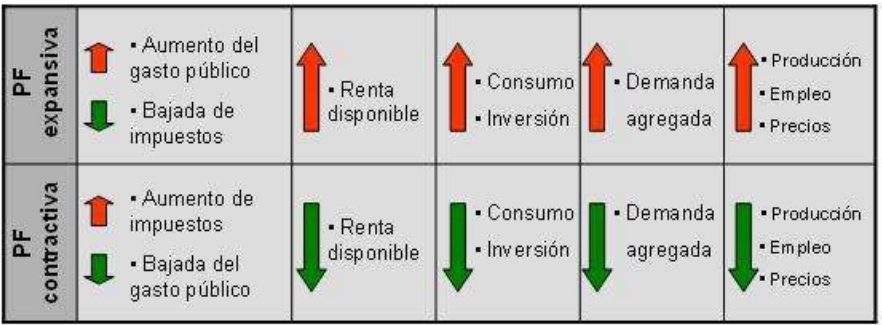 PF
expansiva
▪ Aumento del
gasto público
▪ Bajada de
impuestos
▪ Renta
disponible
▪ Consumo
▪ Inversión
▪ Demanda
agregada
▪ Producción
▪ Empleo
▪ Precios
PF
contractiva
▪ Aumento de
impuestos
▪ Bajada del
gasto público
▪ Renta
disponible
▪ Consumo
▪ Inversión
▪ Demanda
agregada
▪ Producción
▪ Empleo
▪ Precios